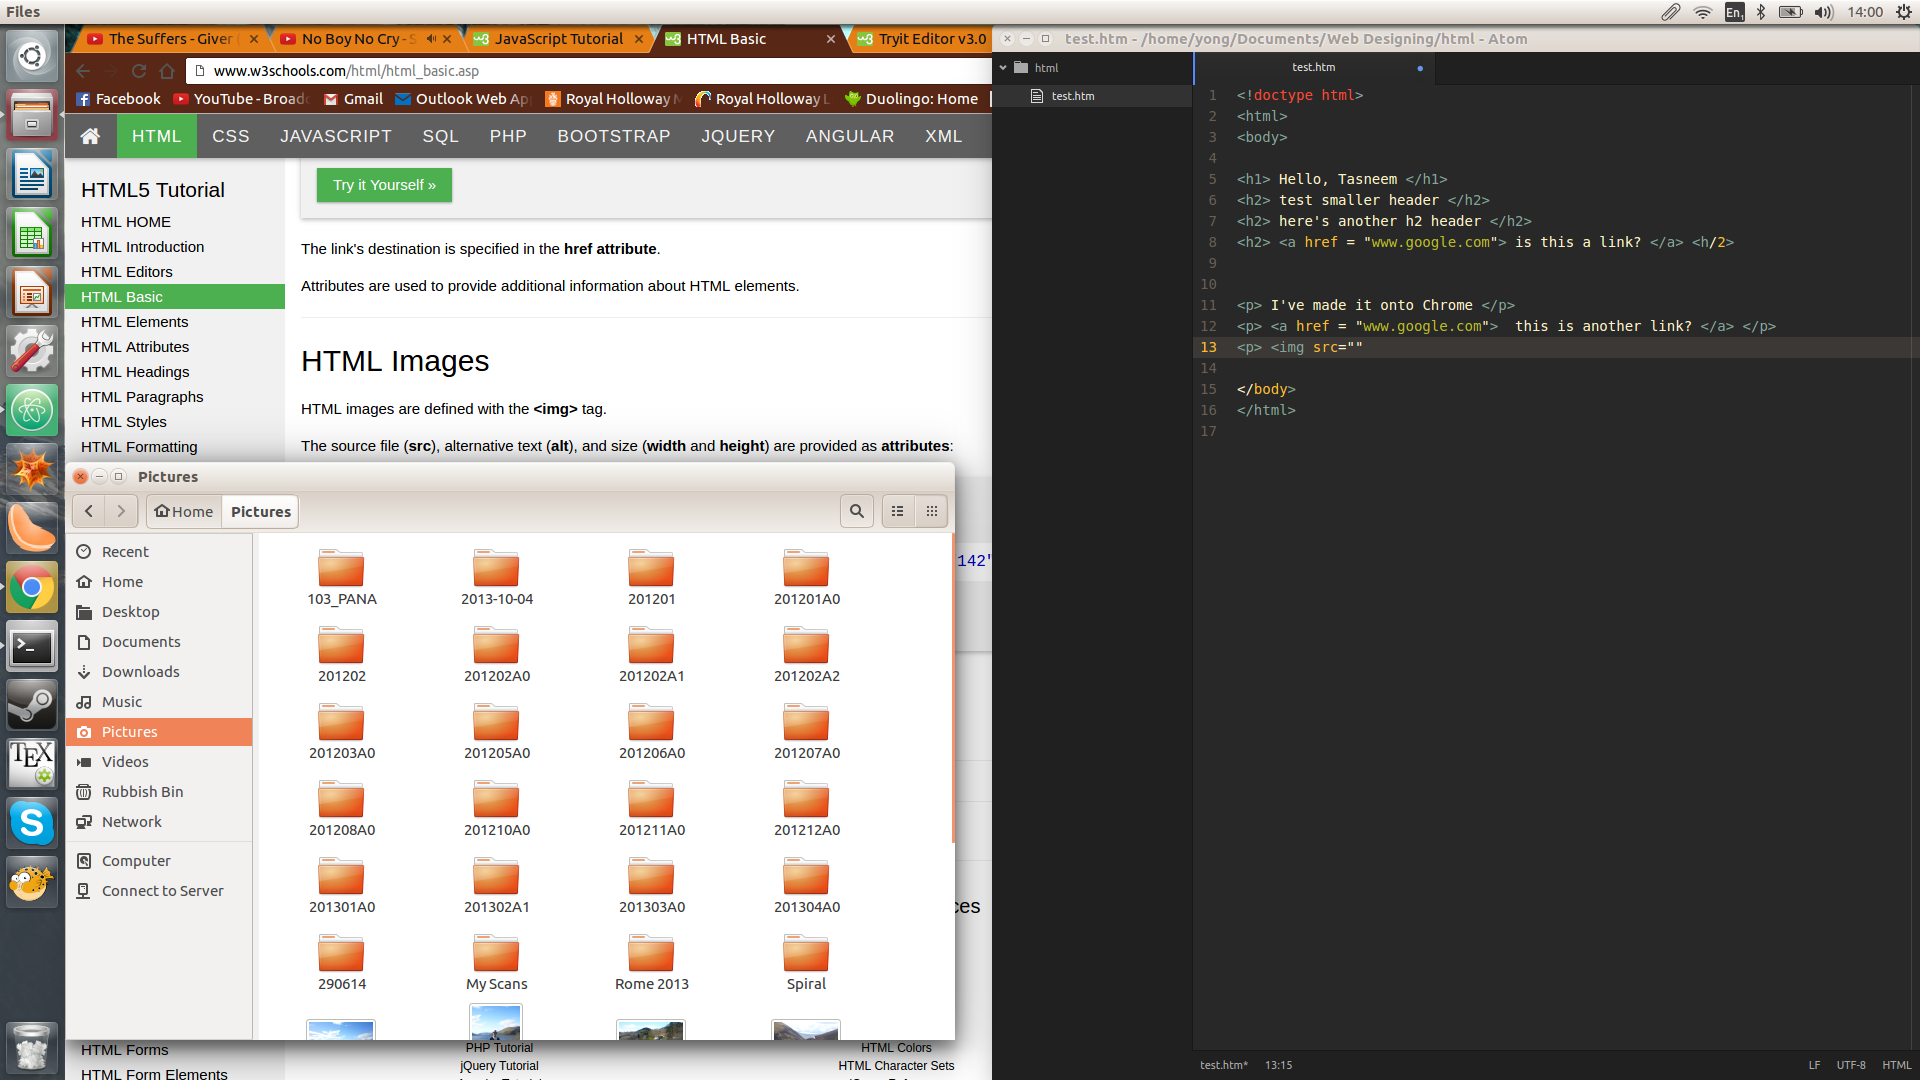 Files
En1
14:00
The Suffers - Giver
No Boy No Cry - S
JavaScript Tutorial
HTML Basic
Tryit Editor v3.0
www.w3schools.com/html/html_basic.asp
Facebook
YouTube - Broad
Gmail
Outlook Web Ap
Royal Holloway
Royal Holloway
Duolingo: Home
HTML CSS JAVASCRIPT SQL PHP BOOTSTRAP JQUERY ANGULAR XML
HTML5 Tutorial
HTML HOME
HTML Introduction
HTML Editors
HTML Basic
HTML Elements
HTML Attributes
HTML Headings
HTML Paragraphs
HTML Styles
HTML Formatting
Try it Yourself »
The link's destination is specified in the href attribute.
Attributes are used to provide additional information about HTML elements.
HTML Images
HTML images are defined with the <img> tag.
The source file (src), alternative text (alt), and size (width and height) are provided as attributes:
142"
ces
Pictures
Home
Pictures
Recent
Home
Desktop
Documents
Downloads
Music
Pictures
Videos
Rubbish Bin
Network
Computer
Connect to Server
103_PANA 2013-10-04 201201 201201A0
201202 201202A0 201202A1 201202A2
201203A0 201205A0 201206A0 201207A0
201208A0 201210A0 201211A0 201212A0
201301A0 201302A1 201303A0 201304A0
290614 My Scans Rome 2013 Spiral
HTML Forms
HTML Form Elements
PHP Tutorial
jQuery Tutorial
HTML Colors
HTML Character Sets
TEX
test.htm - /home/yong/Documents/Web Designing/html - Atom
html
test.htm
test.htm
1 <!doctype html>
2 <html>
3 <body>
4
5 <h1> Hello, Tasneem </h1>
6 <h2> test smaller header </h2>
7 <h2> here's another h2 header </h2>
8 <h2> <a href = "www.google.com"> is this a link? </a> <h/2>
9
10
11 <p> I've made it onto Chrome </p>
12 <p> <a href = "www.google.com">  this is another link? </a> </p>
13 <p> <img src=""
14
15 </body>
16 </html>
17
test.htm* 13:15
LF UTF-8 HTML